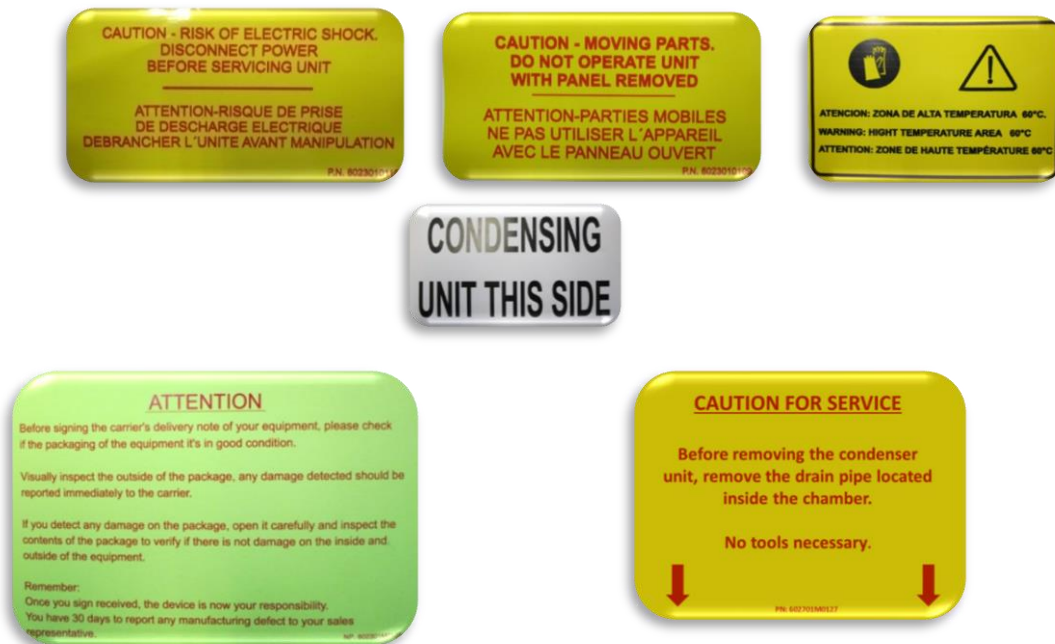 CAUTION - RISK OF ELECTRIC SHOCK.
DISCONNECT POWER
BEFORE SERVICING UNIT
ATTENTION-RISQUE DE PRISE
DE DESCHARGE ELECTRIQUE
DEBRANCHER L´UNITE AVANT MANIPULATION
P.N.
CAUTION - MOVING PARTS.
DO NOT OPERATE UNIT
WITH PANEL REMOVED
ATTENTION-PARTIES MOBILES
NE PAS UTILISER L´APPAREIL
AVEC LE PANNEAU OUVERT
P.N. 8023010109
ATENCION: ZONA DE ALTA TEMPERATURA 60°C.
WARNING: HIGHT TEMPERATURE AREA 60°C
ATTENTION: ZONE DE HAUTE TEMPÉRATURE 60°C
CONDENSING
UNIT THIS SIDE
ATTENTION
Before signing the carrier's delivery note of your equipment, please check
if the packaging of the equipment it's in good condition.
Visually inspect the outside of the package, any damage detected should be
reported immediately to the carrier.
If you detect any damage on the package, open it carefully and inspect the
contents of the package to verify if there is not damage on the inside and
outside of the equipment.
Remember:
Once you sign received, the device is now your responsibility.
You have 30 days to report any manufacturing defect to your sales
representative.
NP.
CAUTION FOR SERVICE
Before removing the condenser
unit, remove the drain pipe located
inside the chamber.
No tools necessary.
PN: 602701M0127